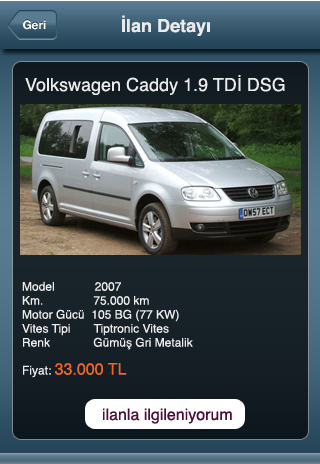 Geri
İlan Detayı
Volkswagen Caddy 1.9 TDİ DSG
OW57 ECT
Model 2007
Km. 75.000 km
Motor Gücü 105 BG (77 KW)
Vites Tipi Tiptronic Vites
Renk Gümüş Gri Metalik
Fiyat: 33.000 TL
ilanla ilgileniyorum